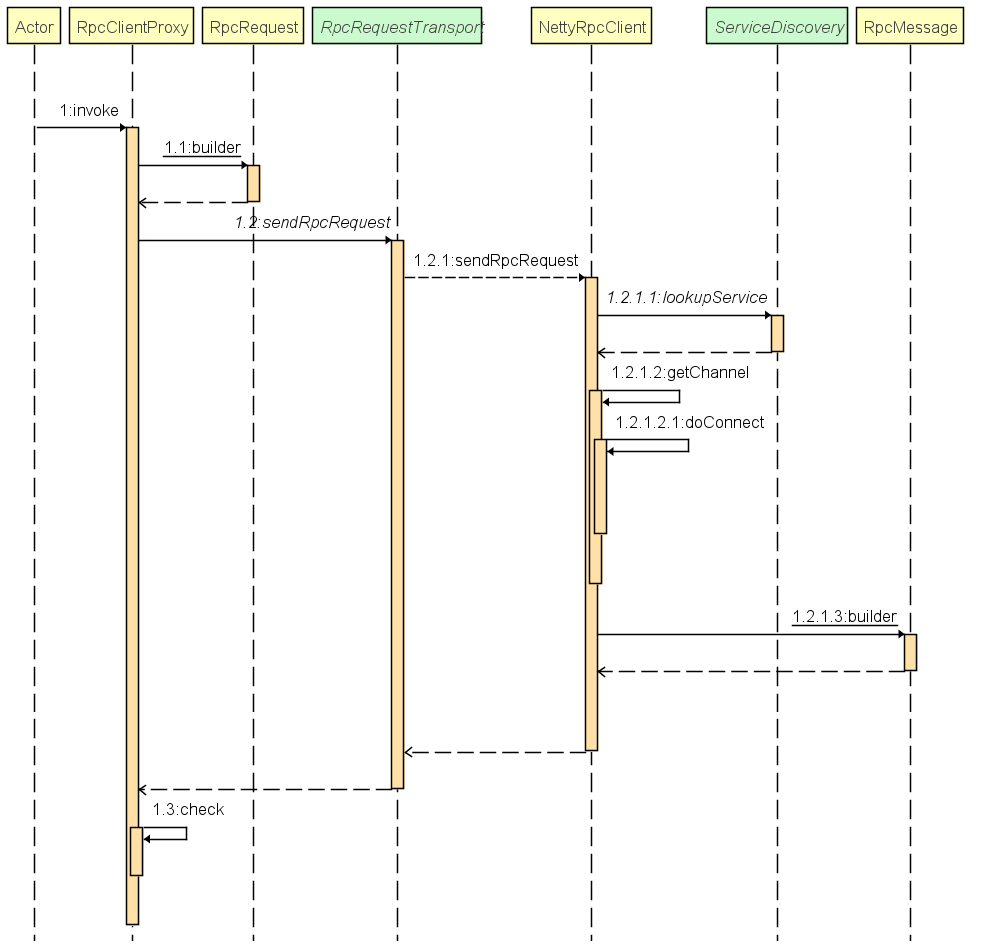 Actor
RpcClientProxy
RpcRequest
RpcRequestTransport
NettyRpcClient
ServiceDiscovery
RpcMessage
1:invoke
1.1:builder
1.2:sendRpcRequest
1.2.1:sendRpcRequest
1.2.1.1:lookupService
1.2.1.2:getChannel
1.2.1.2.1:doConnect
1.2.1.3:builder
1.3:check